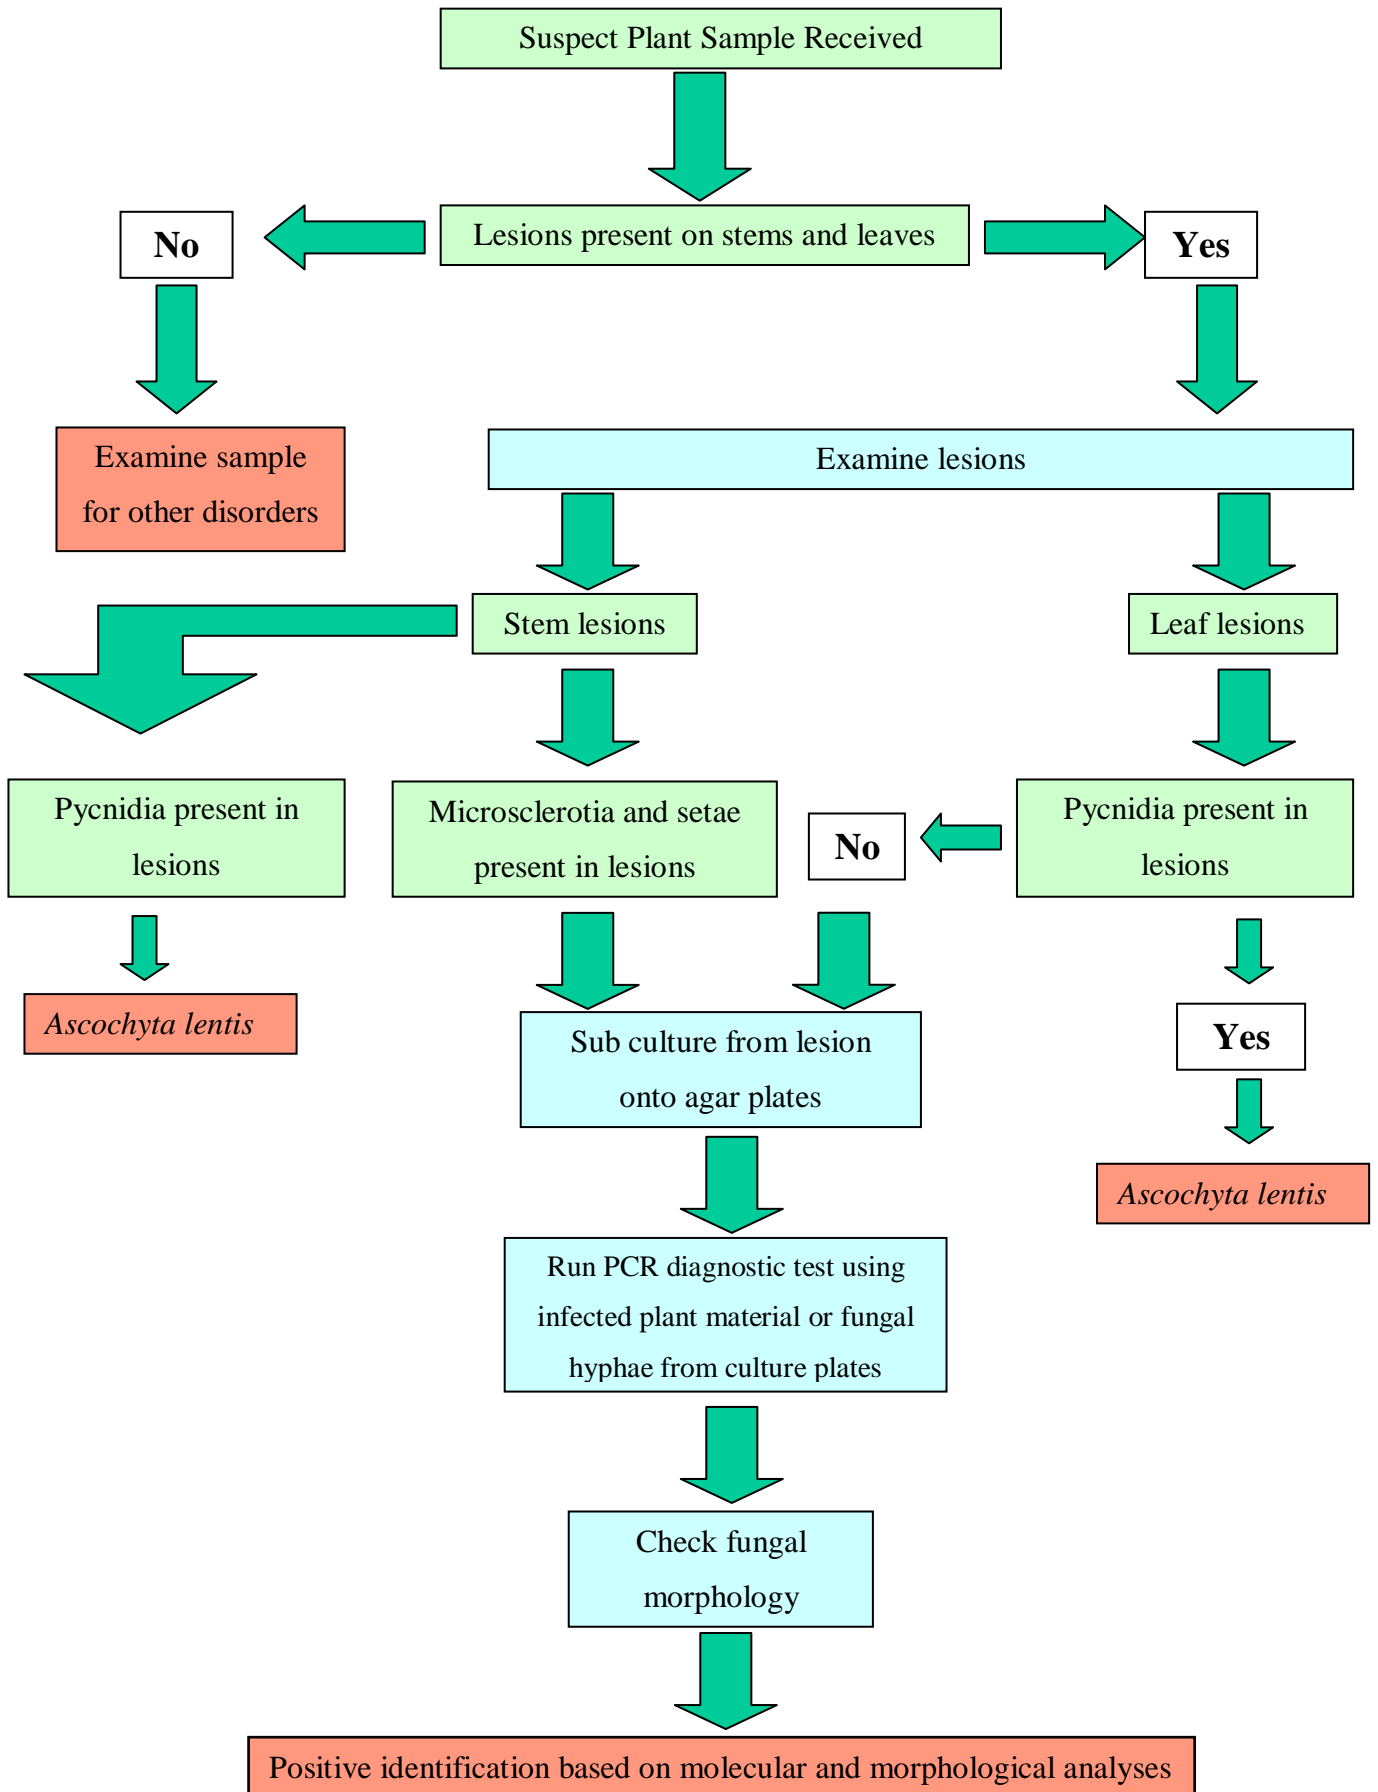 Suspect Plant Sample Received
No
Lesions present on stems and leaves
Yes
Examine sample
for other disorders
Examine lesions
Stem lesions
Leaf lesions
Pycnidia present in
lesions
Microsclerotia and setae
present in lesions
No
Pycnidia present in
lesions
Ascochyta lentis
Yes
Sub culture from lesion
onto agar plates
Ascochyta lentis
Run PCR diagnostic test using
infected plant material or fungal
hyphae from culture plates
Check fungal
morphology
Positive identification based on molecular and morphological analyses